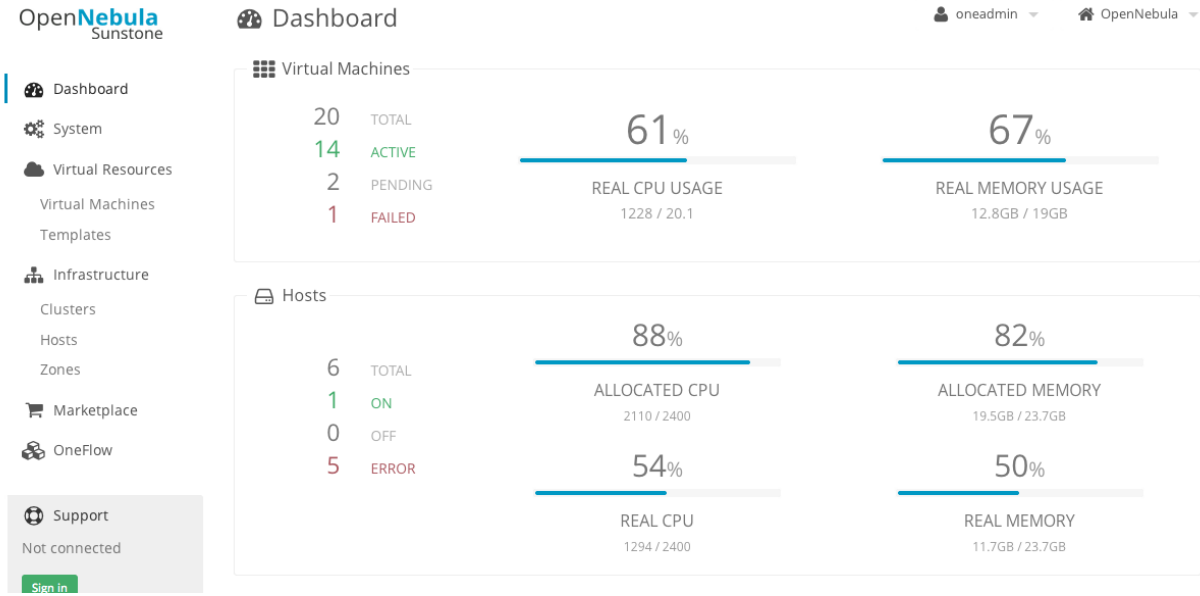 OpenNebula
Sunstone
Dashboard
oneadmin
OpenNebula
Dashboard
System
Virtual Resources
Virtual Machines
Templates
Infrastructure
Clusters
Hosts
Zones
Marketplace
OneFlow
Support
Not connected
Sign in
Virtual Machines
20 TOTAL
14 ACTIVE
2 PENDING
1 FAILED
61%
REAL CPU USAGE
1228 / 20.1
67%
REAL MEMORY USAGE
12.8GB / 19GB
Hosts
6 TOTAL
1 ON
0 OFF
5 ERROR
88%
ALLOCATED CPU
2110 / 2400
82%
ALLOCATED MEMORY
19.5GB / 23.7GB
54%
REAL CPU
1294 / 2400
50%
REAL MEMORY
11.7GB / 23.7GB